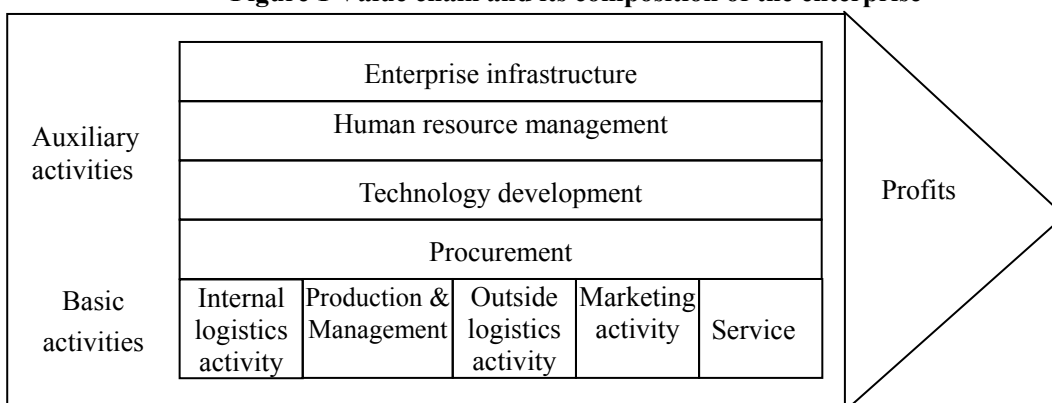 Figure 1 Value chain and its composition of the enterprise
Enterprise infrastructure
Human resource management
Auxiliary
activities
Technology development
Profits
Procurement
Basic
activities
Internal
logistics
activity
Production &
Management
Outside
logistics
activity
Marketing
activity
Service